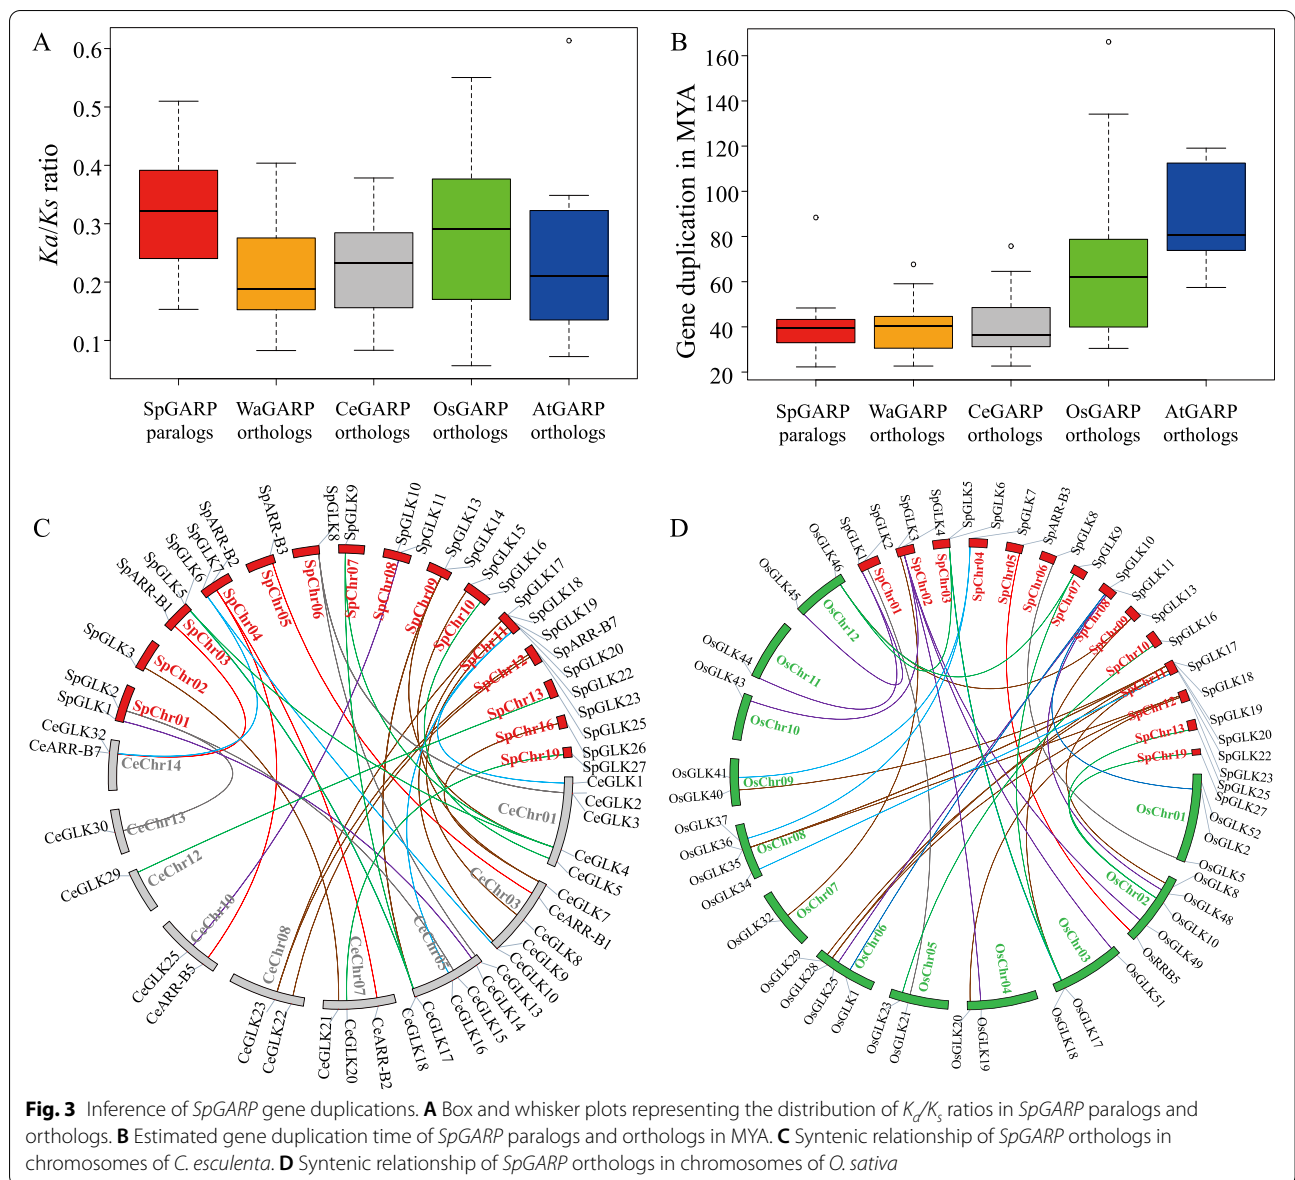 A
0.6
0.5
0.4
0.3
0.2
0.1
Ka/Ks ratio
SpGARP paralogs
WaGARP orthologs
CeGARP orthologs
OsGARP orthologs
AtGARP orthologs
B
160
140
120
100
80
60
40
20
Gene duplication in MYA
SpGARP paralogs
WaGARP orthologs
CeGARP orthologs
OsGARP orthologs
AtGARP orthologs
C
SpGLK1
SpGLK2
SpGLK3
SpARR-B1
SpGLK5
SpGLK6
SpGLK7
SpARR-B2
SpARR-B3
SpGLK8
SpGLK9
SpGLK10
SpGLK11
SpGLK13
SpGLK14
SpGLK15
SpGLK16
SpGLK17
SpGLK18
SpGLK19
SpARR-B7
SpGLK20
SpGLK22
SpGLK23
SpGLK25
SpGLK26
SpGLK27
CeGLK1
CeGLK2
CeGLK3
CeGLK4
CeGLK5
CeGLK7
CeARR-B1
CeGLK8
CeGLK9
CeGLK10
CeGLK13
CeGLK14
CeGLK15
CeGLK16
CeGLK17
CeGLK18
CeARR-B2
CeGLK20
CeGLK21
CeGLK22
CeGLK23
CeARR-B5
CeGLK25
CeGLK29
CeGLK30
CeARR-B7
CeGLK32
SpChr01
SpChr02
SpChr03
SpChr04
SpChr05
SpChr06
SpChr07
SpChr08
SpChr09
SpChr10
SpChr11
SpChr12
SpChr13
SpChr16
SpChr19
CeChr01
CeChr03
CeChr05
CeChr07
CeChr08
CeChr10
CeChr12
CeChr13
CeChr14
D
SpGLK1
SpGLK2
SpGLK3
SpGLK4
SpGLK5
SpGLK6
SpGLK7
SpARR-B3
SpGLK8
SpGLK9
SpGLK10
SpGLK11
SpGLK13
SpGLK16
SpGLK17
SpGLK18
SpGLK19
SpGLK20
SpGLK22
SpGLK23
SpGLK25
SpGLK27
OsGLK52
OsGLK2
OsGLK5
OsGLK8
OsGLK48
OsGLK10
OsGLK49
OsRRB5
OsGLK51
OsGLK17
OsGLK18
OsGLK19
OsGLK20
OsGLK21
OsGLK23
OsGLK1
OsGLK25
OsGLK28
OsGLK29
OsGLK32
OsGLK34
OsGLK35
OsGLK36
OsGLK37
OsGLK40
OsGLK41
OsGLK43
OsGLK44
OsGLK45
OsGLK46
SpChr01
SpChr02
SpChr03
SpChr04
SpChr05
SpChr06
SpChr07
SpChr08
SpChr09
SpChr10
SpChr11
SpChr12
SpChr13
SpChr19
OsChr01
OsChr02
OsChr03
OsChr04
OsChr05
OsChr06
OsChr07
OsChr08
OsChr09
OsChr10
OsChr11
OsChr12
Fig. 3 Inference of SpGARP gene duplications. A Box and whisker plots representing the distribution of Ka/Ks ratios in SpGARP paralogs and
orthologs. B Estimated gene duplication time of SpGARP paralogs and orthologs in MYA. C Syntenic relationship of SpGARP orthologs in
chromosomes of C. esculenta. D Syntenic relationship of SpGARP orthologs in chromosomes of O. sativa